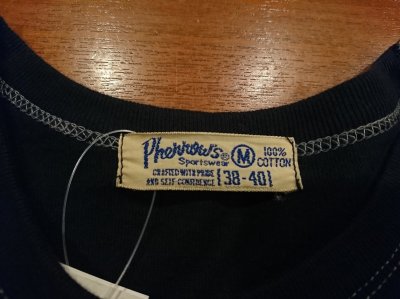 Pherrow's® M 100%
Sportswear COTTON
CRAFTED WITH PRIDE
AND SELF-CONFIDENCE [38-40]